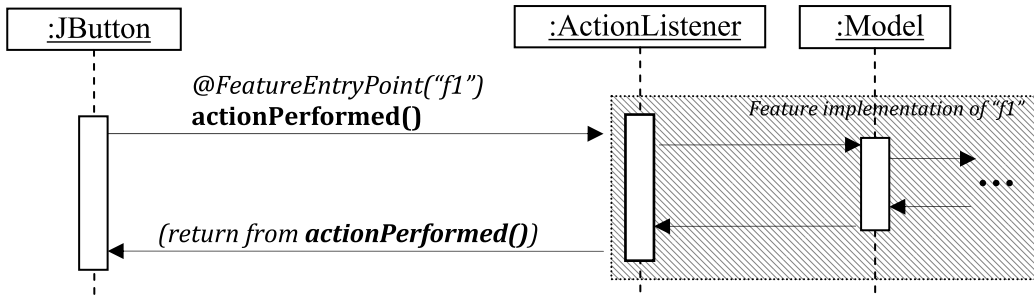 :JButton
:ActionListener
:Model
@FeatureEntryPoint(“f1”)
actionPerformed()
Feature implementation of “f1”
...
(return from actionPerformed())